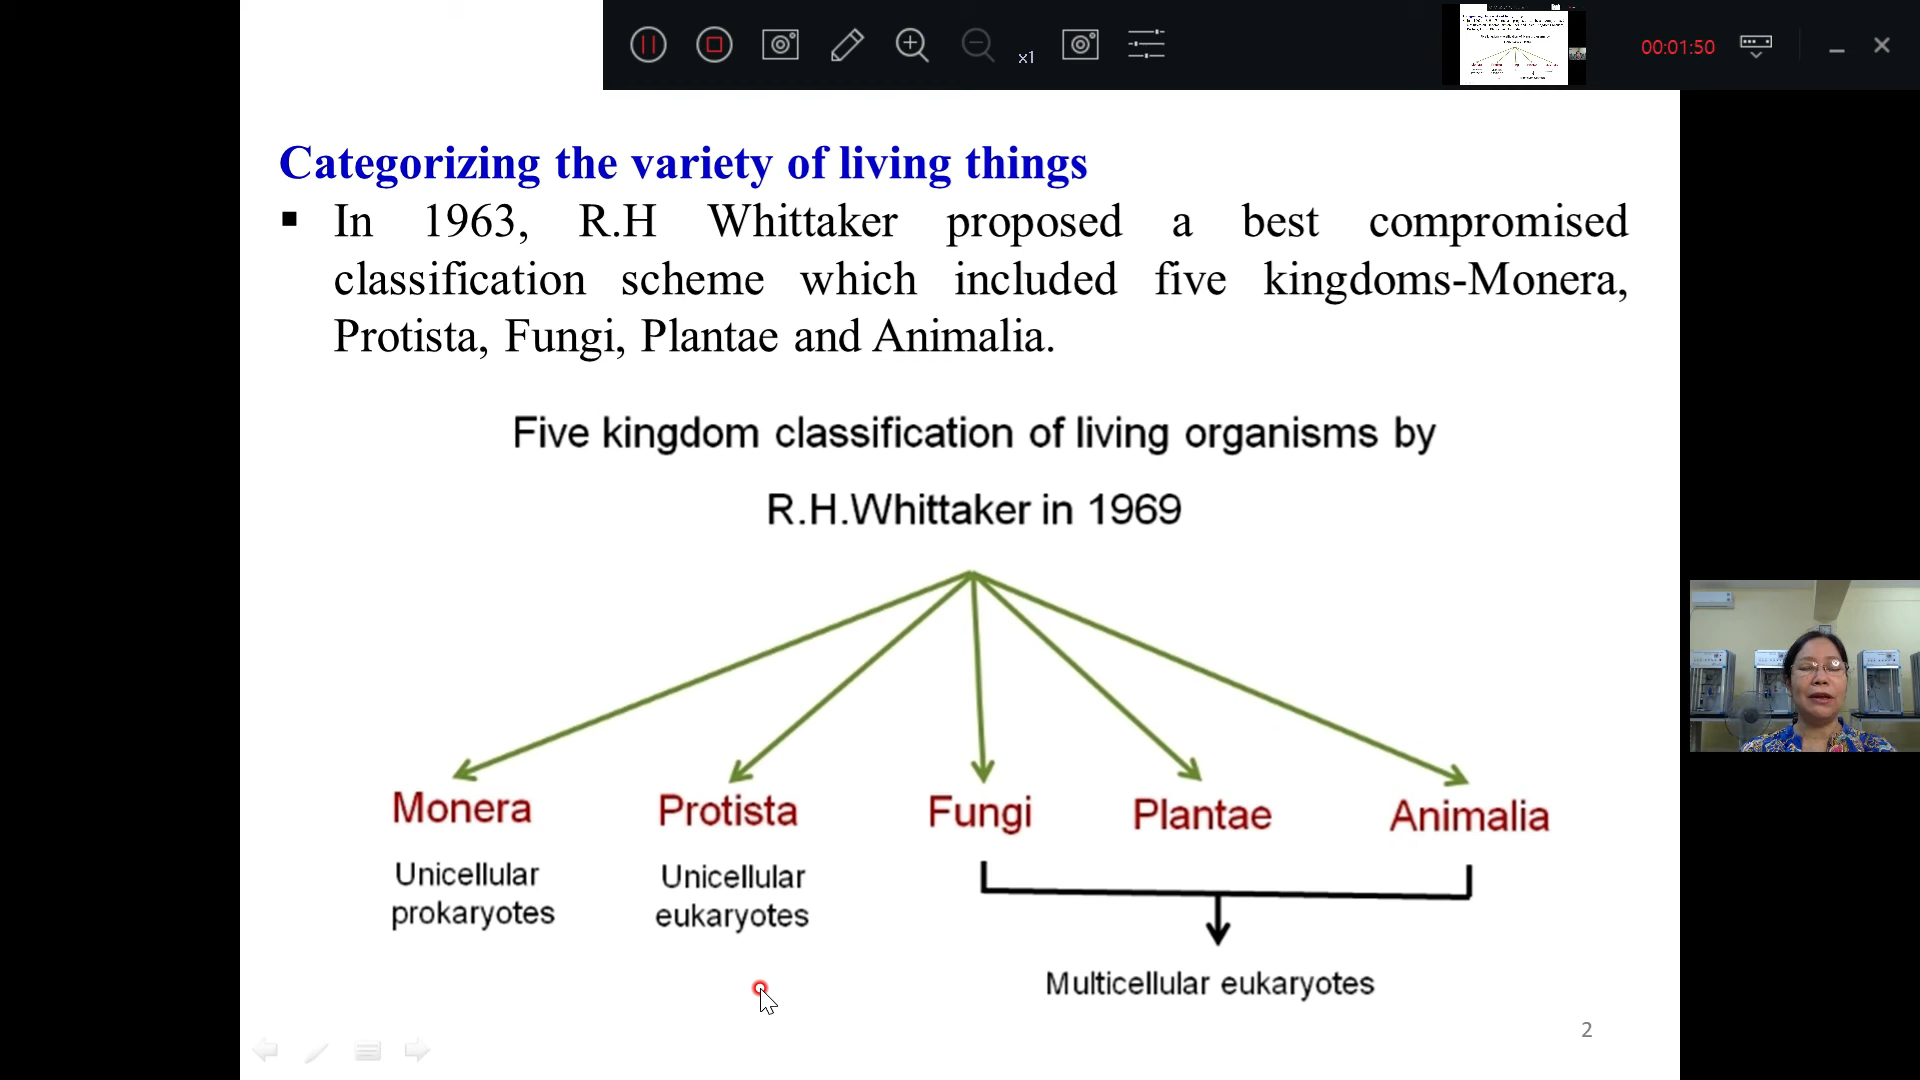 x1
00:01:50
Categorizing the variety of living things
▪ In 1963, R.H Whittaker proposed a best compromised
classification scheme which included five kingdoms-Monera,
Protista, Fungi, Plantae and Animalia.
Five kingdom classification of living organisms by
R.H.Whittaker in 1969
Monera Protista Fungi Plantae Animalia
Unicellular Unicellular
prokaryotes eukaryotes
Multicellular eukaryotes
2